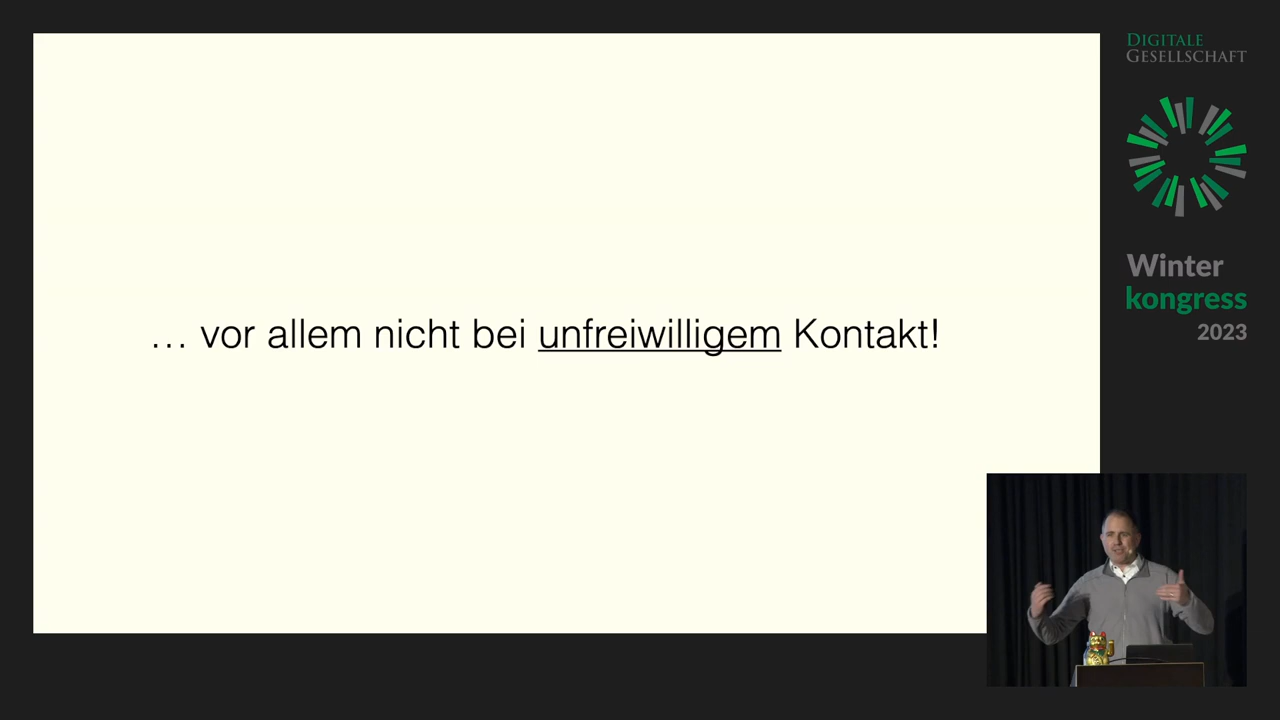 … vor allem nicht bei unfreiwilligem Kontakt!
DIGITALE
GESELLSCHAFT
Winter
kongress
2023